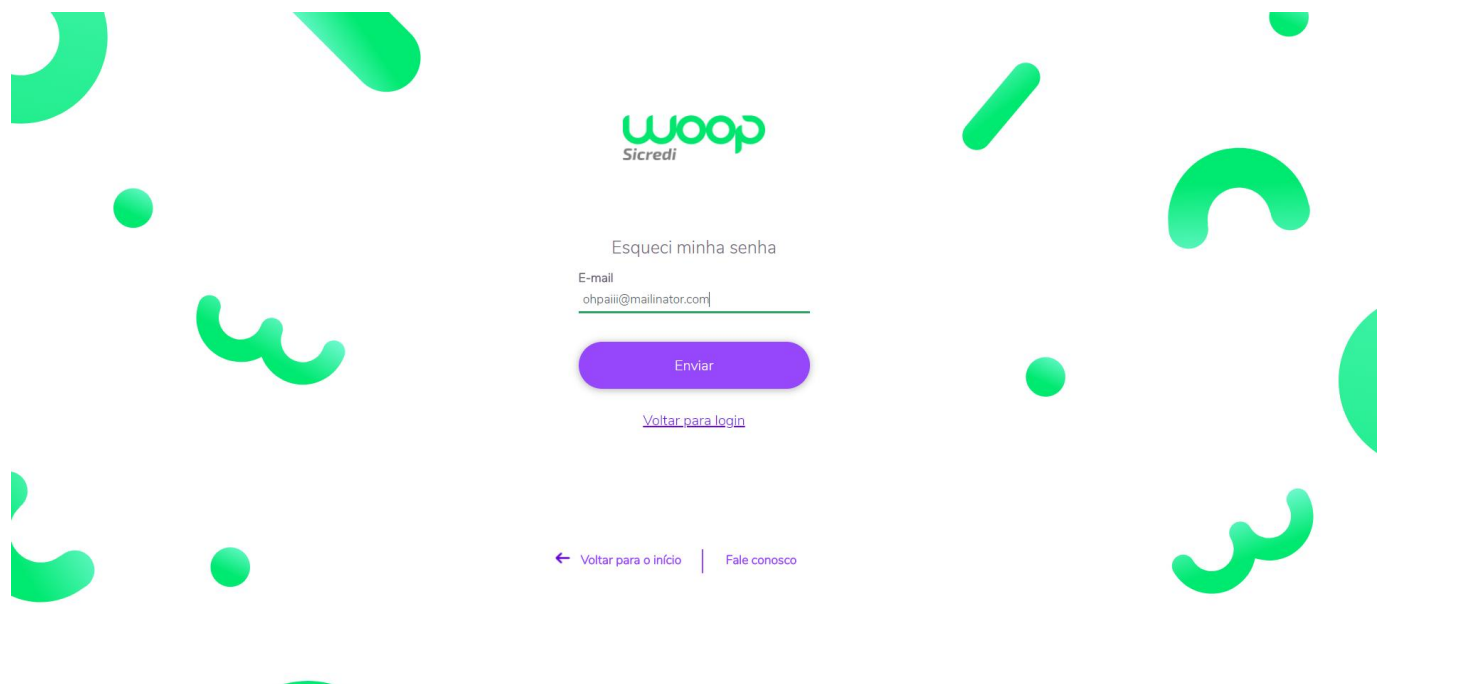 woop
Sicredi
Esqueci minha senha
E-mail
ohpaiii@mailinator.com
Enviar
Voltar para login
← Voltar para o início | Fale conosco